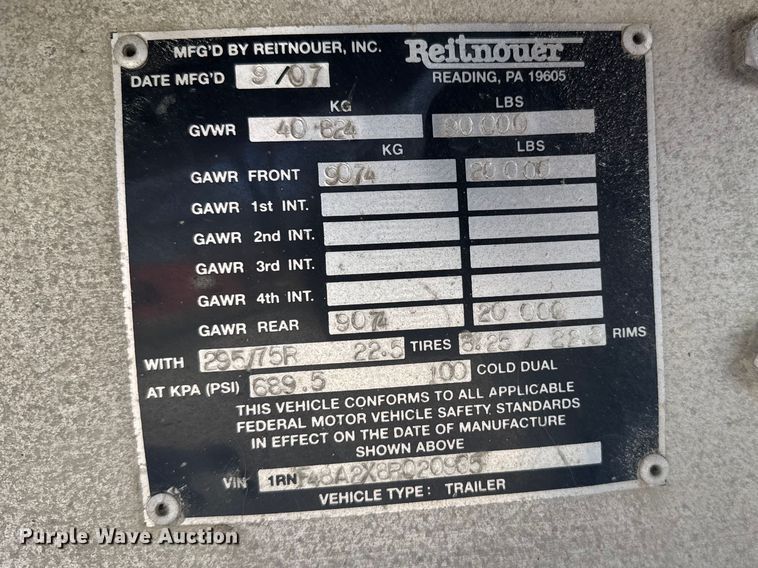 MFG'D BY REITNOUER, INC. Reitnouer
DATE MFG'D 9/07 READING, PA 19605
KG LBS
GVWR 40 824 90 000
KG LBS
GAWR FRONT 9074 20 000
GAWR 1st INT.
GAWR 2nd INT.
GAWR 3rd INT.
GAWR 4th INT.
GAWR REAR 9074 20 000
WITH 295/75R 22.5 TIRES 8.25 / 22.5 RIMS
AT KPA (PSI) 689.5 100 COLD DUAL
THIS VEHICLE CONFORMS TO ALL APPLICABLE
FEDERAL MOTOR VEHICLE SAFETY STANDARDS
IN EFFECT ON THE DATE OF MANUFACTURE
SHOWN ABOVE
VIN 1RN
VEHICLE TYPE: TRAILER
Purple Wave Auction